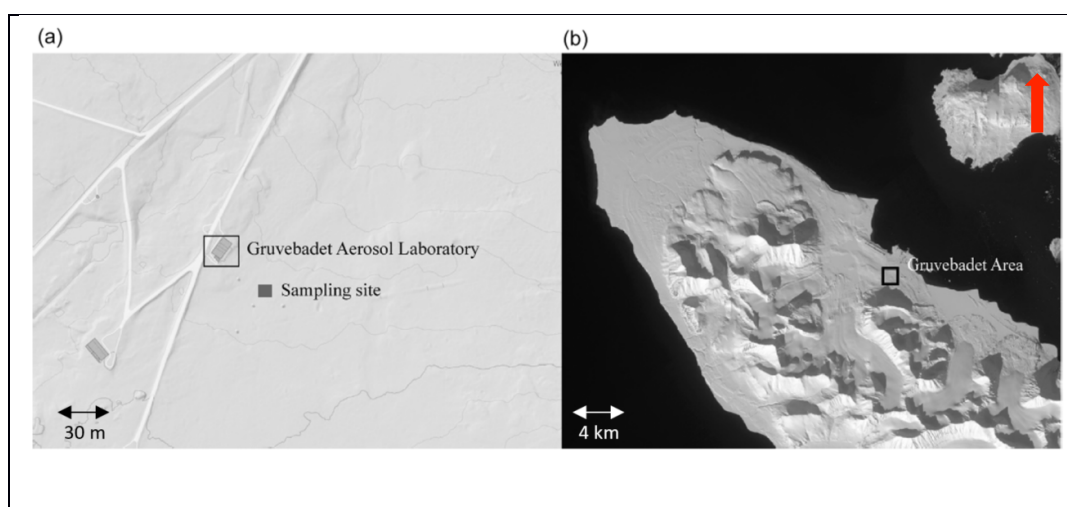 (a)
Gruvebadet Aerosol Laboratory
Sampling site
30 m
(b)
Gruvebadet Area
4 km